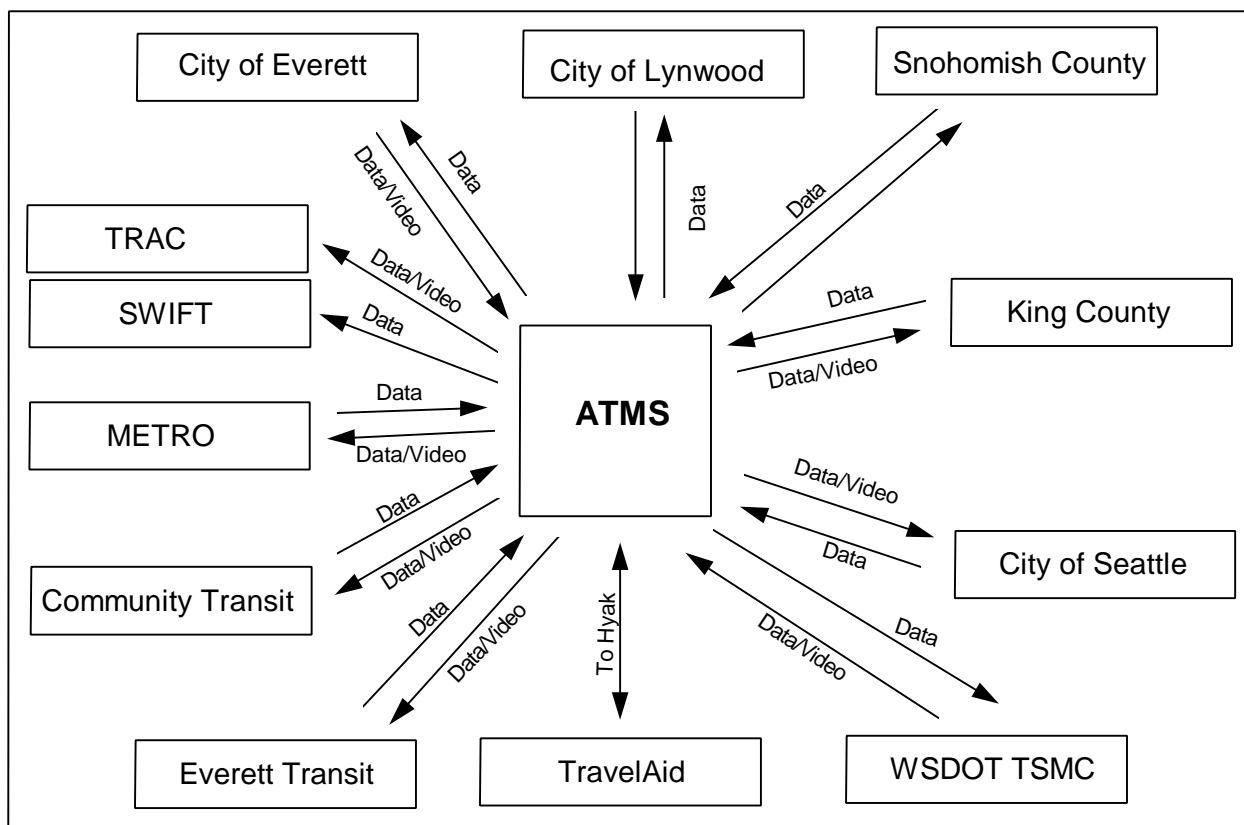 City of Everett
City of Lynwood
Snohomish County
Data/Video
Data
Data
Data
TRAC
Data/Video
SWIFT
Data
Data
King County
Data/Video
METRO
Data
Data/Video
ATMS
Community Transit
Data
Data/Video
Data/Video
Data
City of Seattle
Data
Data/Video
To Hyak
Data/Video
Data
Everett Transit
TravelAid
WSDOT TSMC